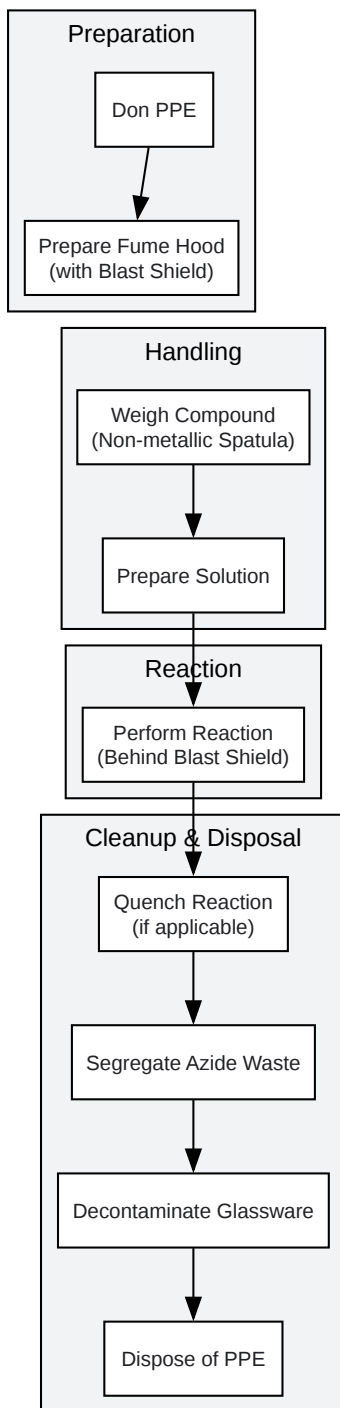 Preparation
Don PPE
Prepare Fume Hood
(with Blast Shield)
Handling
Weigh Compound
(Non-metallic Spatula)
Prepare Solution
Reaction
Perform Reaction
(Behind Blast Shield)
Cleanup & Disposal
Quench Reaction
(if applicable)
Segregate Azide Waste
Decontaminate Glassware
Dispose of PPE